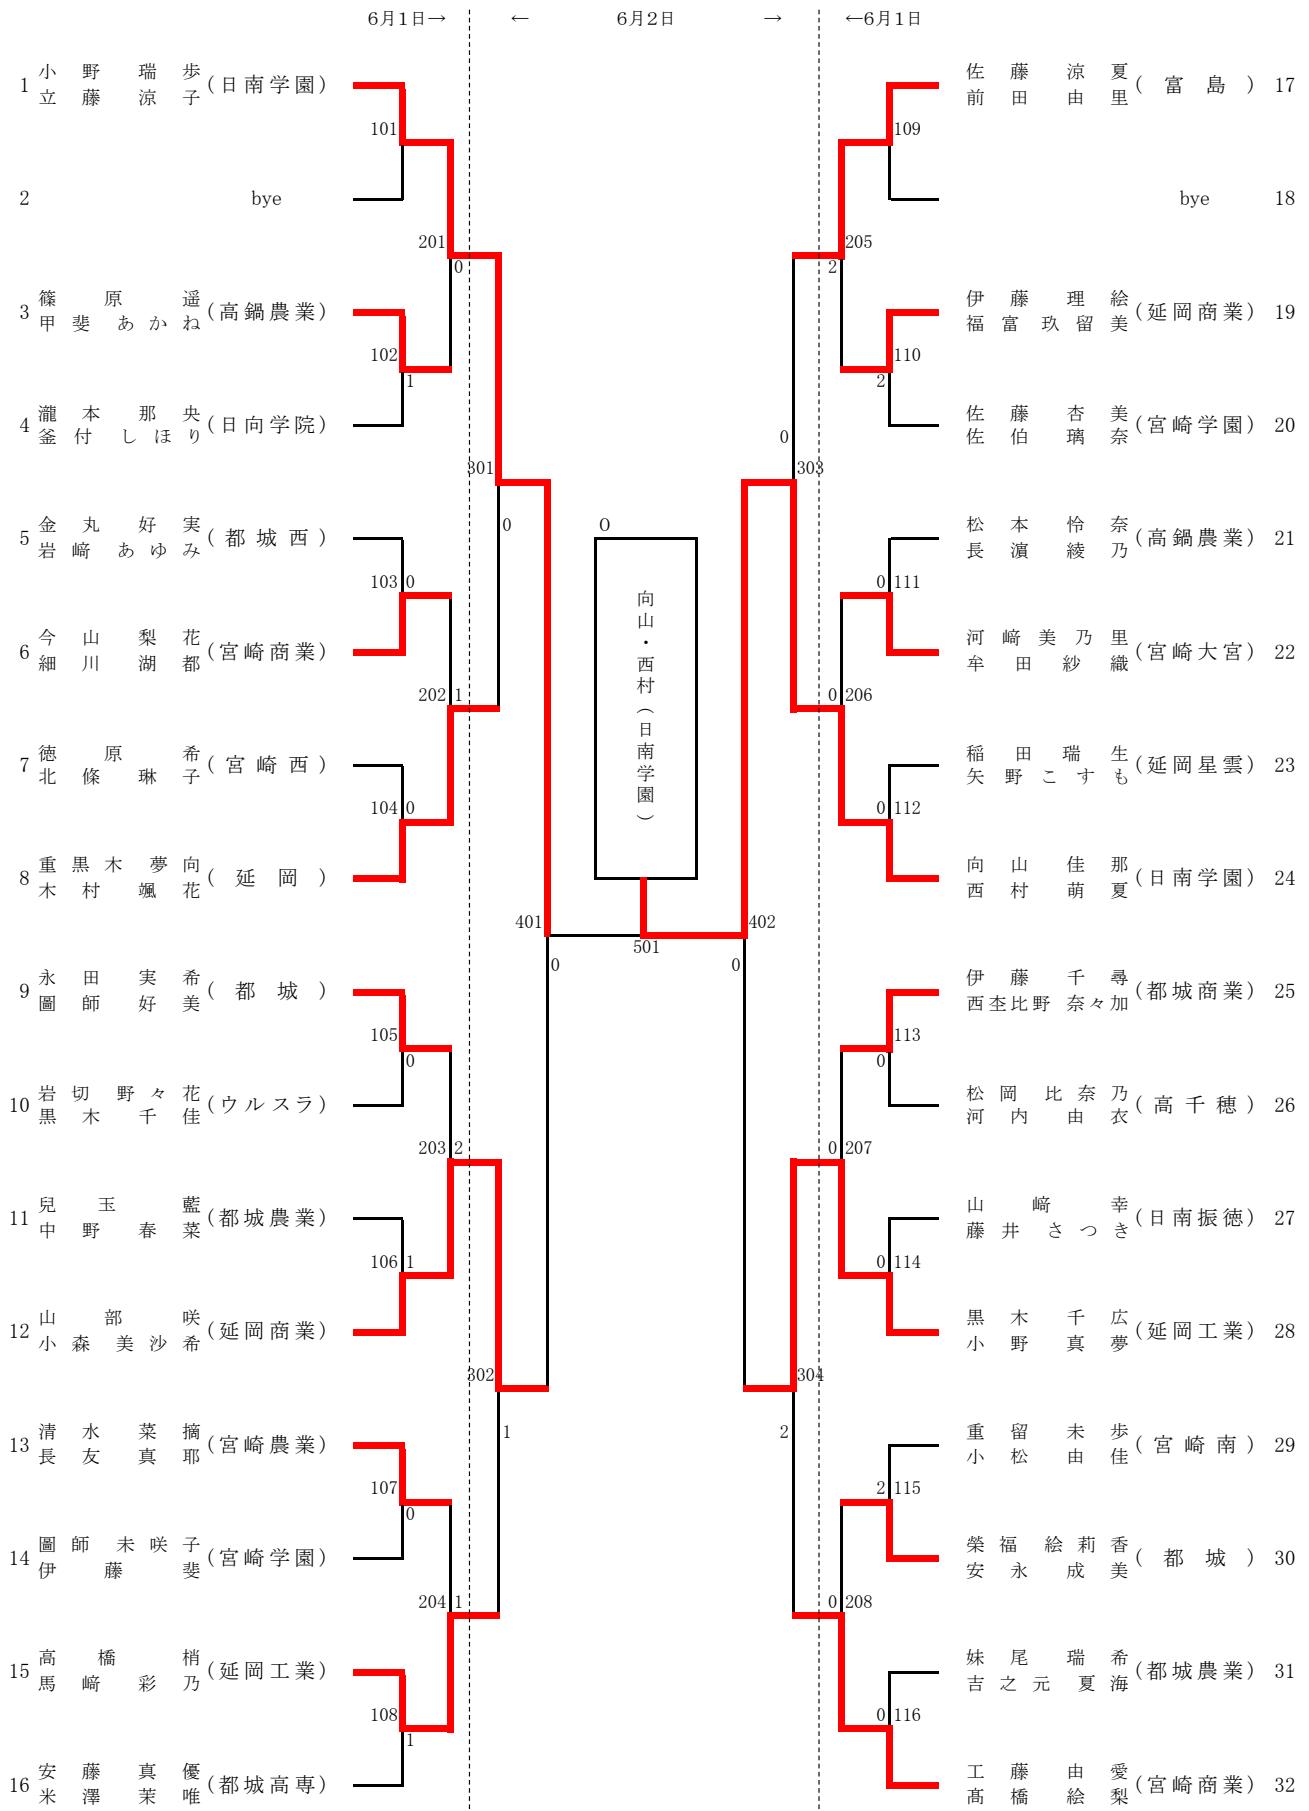 6月1日→ ← 6月2日 → ←6月1日
1 小野瑞歩 (日南学園)
立藤涼子
101
2 bye
201
0
3 篠原遥 (高鍋農業)
甲斐あかね
102
1
4 瀧本那央 (日向学院)
釜付しほり
301
0
5 金丸好実 (都城西)
岩﨑あゆみ
103 0
6 今山梨花 (宮崎商業)
細川湖都
202 1
7 徳原希 (宮崎西)
北條琳子
104 0
8 重黒木夢向 (延岡)
木村颯花
401
0
9 永田実希 (都城)
圖師好美
105
0
10 岩切野々花 (ウルスラ)
黒木千佳
203 2
11 兒玉藍 (都城農業)
中野春菜
106 1
12 山部咲 (延岡商業)
小森美沙希
302
1
13 清水菜摘 (宮崎農業)
長友真耶
107
0
14 圖師未咲子 (宮崎学園)
伊藤斐
204 1
15 高橋梢 (延岡工業)
馬﨑彩乃
108
1
16 安藤真優 (都城高専)
米澤茉唯
0
向山・西村(日南学園)
501
佐藤涼夏 (富島) 17
前田由里
109
bye 18
205
2
伊藤理絵 (延岡商業) 19
福富玖留美
110
2
佐藤杏美 (宮崎学園) 20
佐伯璃奈
0
303
松本怜奈 (高鍋農業) 21
長濵綾乃
0 111
河﨑美乃里 (宮崎大宮) 22
牟田紗織
0 206
稲田瑞生 (延岡星雲) 23
矢野こすも
0 112
向山佳那 (日南学園) 24
西村萌夏
402
0
伊藤千尋 (都城商業) 25
西杢比野奈々加
113
0
松岡比奈乃 (高千穂) 26
河内由衣
0 207
山﨑幸 (日南振徳) 27
藤井さつき
0 114
黒木千広 (延岡工業) 28
小野真夢
304
2
重留未歩 (宮崎南) 29
小松由佳
2 115
榮福絵莉香 (都城) 30
安永成美
0 208
妹尾瑞希 (都城農業) 31
吉之元夏海
0 116
工藤由愛 (宮崎商業) 32
髙橋絵梨